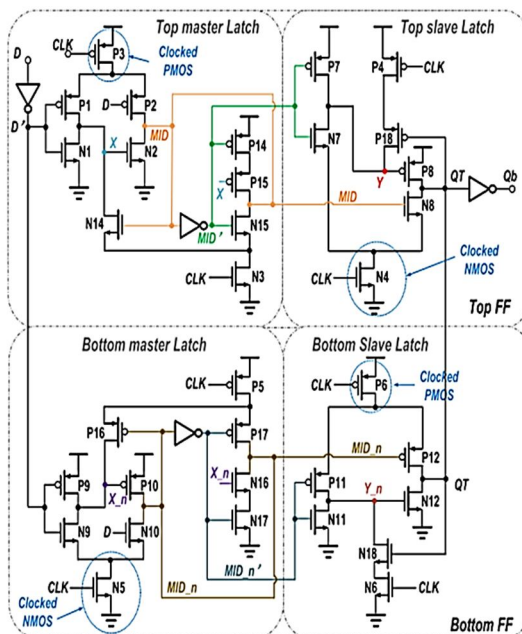 Top master Latch
Top slave Latch
CLK
P3
Clocked
PMOS
D
P7
P4
CLK
P1
D
P2
D'
MID
P14
N1
X
N2
N7
P18
P8
QT
Qb
X
P15
Y
N14
MID
N8
MID'
N15
CLK
N3
CLK
N4
Clocked
NMOS
Top FF
Bottom master Latch
Bottom Slave Latch
CLK
P5
CLK
P6
Clocked
PMOS
P16
P17
MID_n
P12
P9
P10
X_n
X_n
N16
P11
Y_n
N12
QT
N9
D
N10
N17
N11
N18
CLK
N5
MID_n'
MID_n
N6
CLK
Clocked
NMOS
Bottom FF